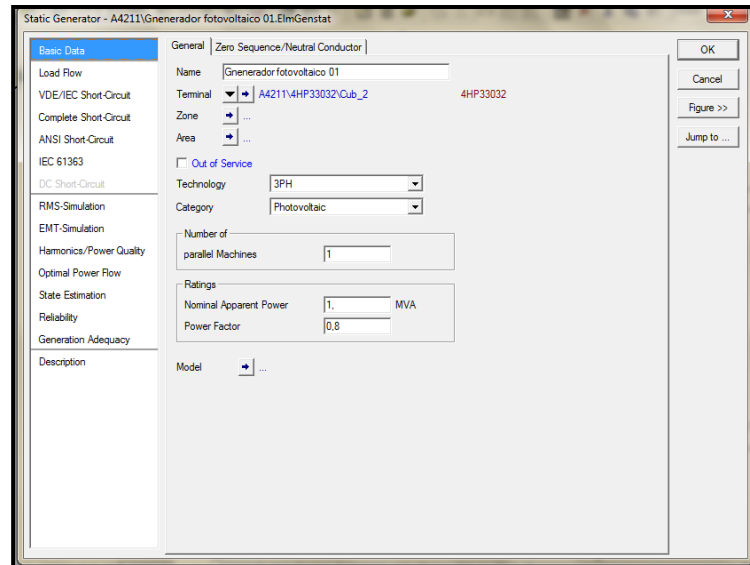 Static Generator - A4211\Gnenerador fotovoltaico 01.ElmGenstat
Basic Data
Load Flow
VDE/IEC Short-Circuit
Complete Short-Circuit
ANSI Short-Circuit
IEC 61363
DC Short-Circuit
RMS-Simulation
EMT-Simulation
Harmonics/Power Quality
Optimal Power Flow
State Estimation
Reliability
Generation Adequacy
Description
General Zero Sequence/Neutral Conductor
Name Gnenerador fotovoltaico 01
Terminal A4211\4HP33032\Cub_2 4HP33032
Zone ...
Area ...
Out of Service
Technology 3PH
Category Photovoltaic
Number of
parallel Machines 1
Ratings
Nominal Apparent Power 1, MVA
Power Factor 0,8
Model ...
OK
Cancel
Figure >>
Jump to ...